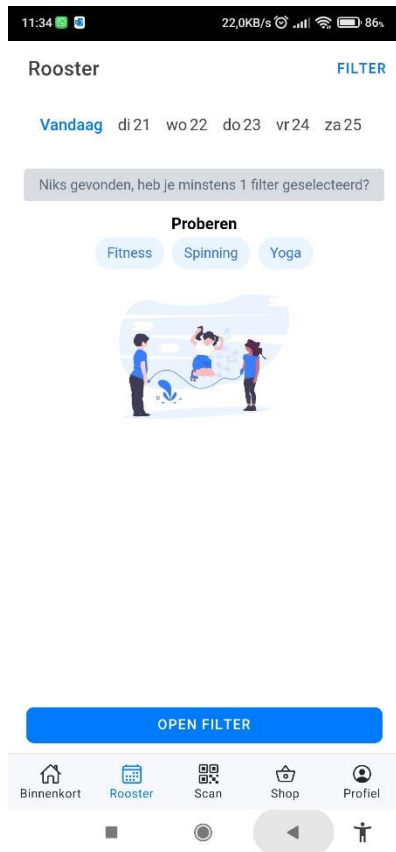 11:34 22,0KB/s 86%
Rooster FILTER
Vandaag di 21 wo 22 do 23 vr 24 za 25
Niks gevonden, heb je minstens 1 filter geselecteerd?
Proberen
Fitness Spinning Yoga
OPEN FILTER
Binnenkort Rooster Scan Shop Profiel